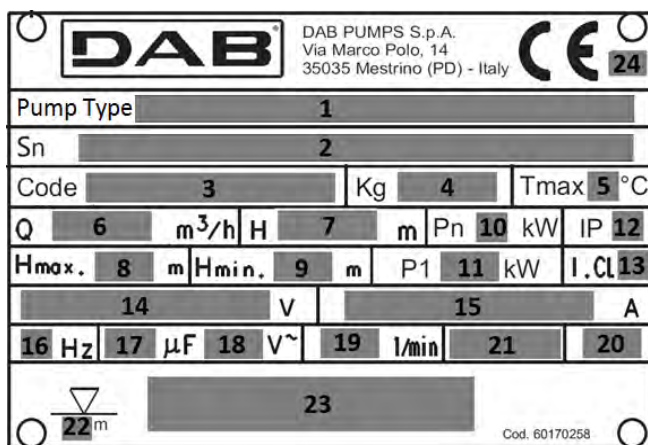 DAB
DAB PUMPS S.p.A.
Via Marco Polo, 14
35035 Mestrino (PD) - Italy
CE 24
Pump Type 1
Sn 2
Code 3 Kg 4 Tmax 5 °C
Q 6 m³/h H 7 m Pn 10 kW IP 12
Hmax. 8 m Hmin. 9 m P1 11 kW I.Cl 13
14 V 15 A
16 Hz 17 µF 18 V~ 19 1/min 21 20
22 m 23
Cod. 60170258